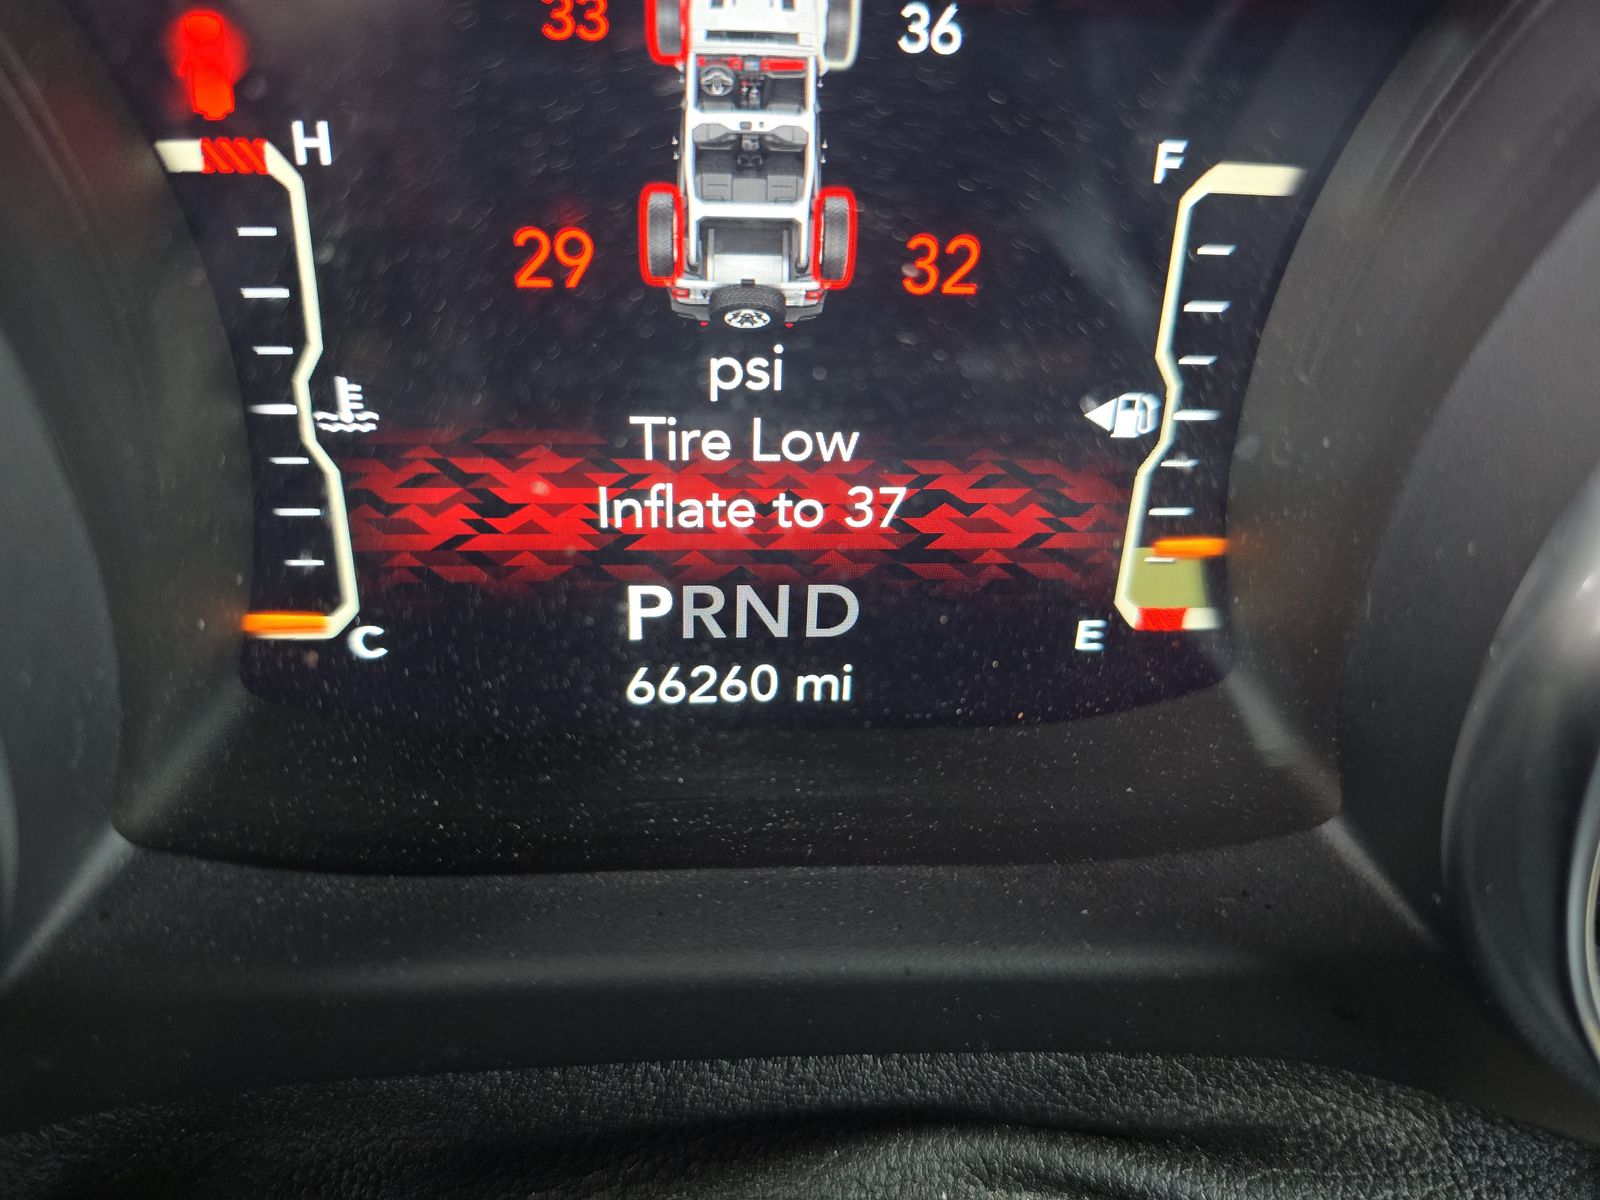 33 36
H F
29 32
psi
Tire Low
Inflate to 37
PRND
C E
66260 mi